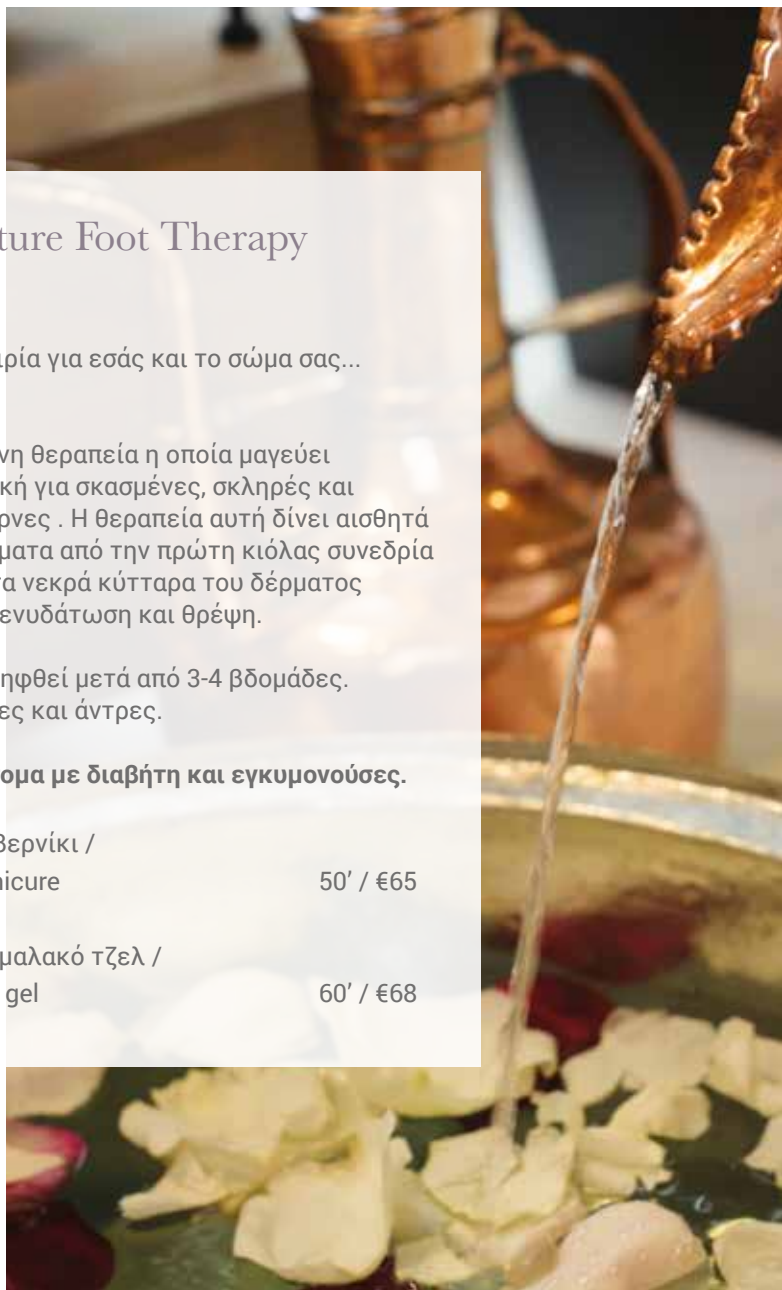 ture Foot Therapy
ιρία για εσάς και το σώμα σας...
νη θεραπεία η οποία μαγεύει
κή για σκασμένες, σκληρές και
ρνες . Η θεραπεία αυτή δίνει αισθητά
ματα από την πρώτη κιόλας συνεδρία
τα νεκρά κύτταρα του δέρματος
ενυδάτωση και θρέψη.
ηφθεί μετά από 3-4 βδομάδες.
ες και άντρες.
ομα με διαβήτη και εγκυμονούσες.
βερνίκι /
nicure 50’ / €65
μαλακό τζελ /
gel 60’ / €68